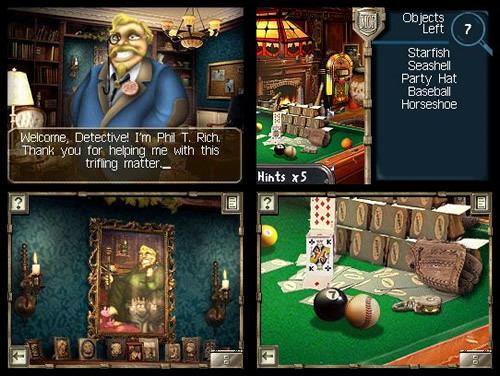 Welcome, Detective! I'm Phil T. Rich.
Thank you for helping me with this
trifling matter._
Objects
Left
7
Starfish
Seashell
Party Hat
Baseball
Horseshoe
Hints x5
?
?
K
7